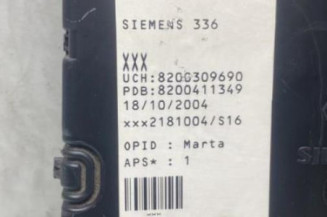 SIEMENS 336
XXX
UCH:8200309690
PDB:8200411349
18/10/2004
xxx2181004/S16
OPID : Marta
APS* : 1